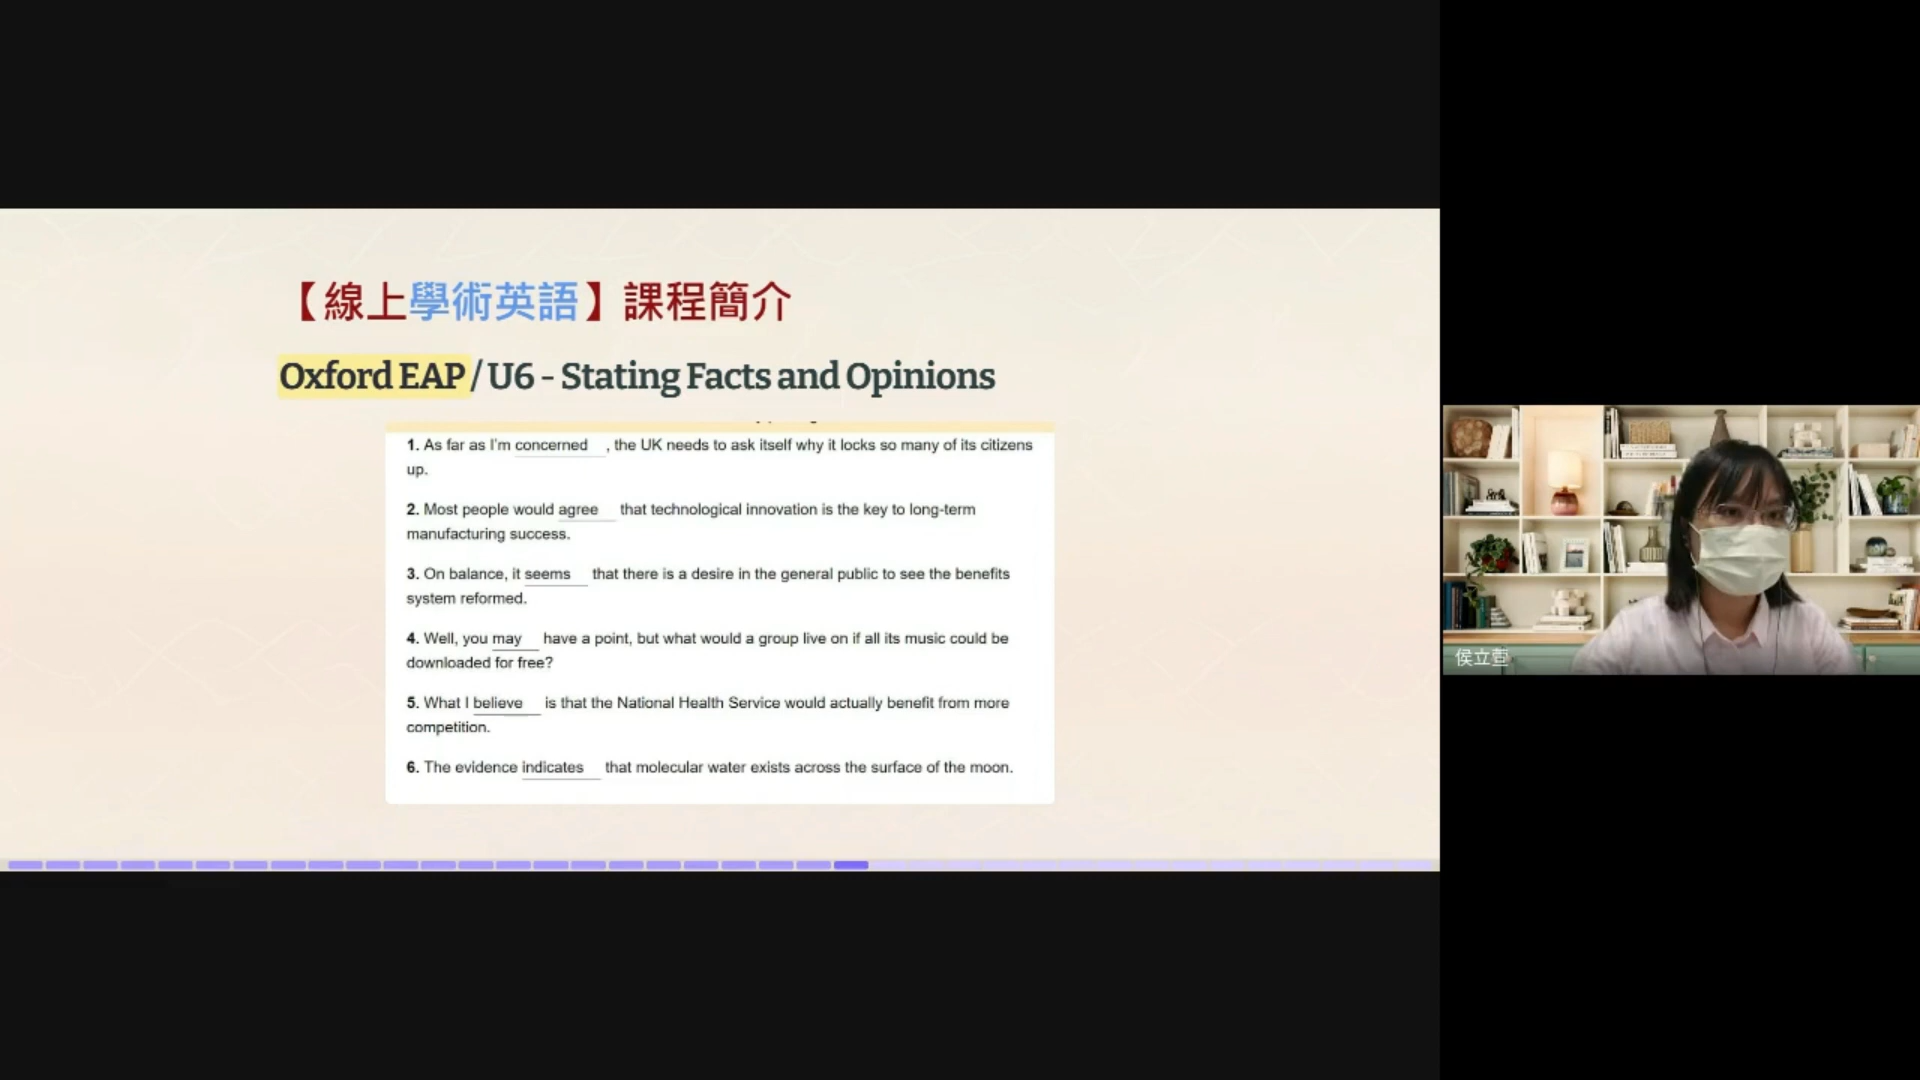 【線上學術英語】課程簡介
Oxford EAP / U6 - Stating Facts and Opinions
1. As far as I'm concerned , the UK needs to ask itself why it locks so many of its citizens
up.
2. Most people would agree that technological innovation is the key to long-term
manufacturing success.
3. On balance, it seems that there is a desire in the general public to see the benefits
system reformed.
4. Well, you may have a point, but what would a group live on if all its music could be
downloaded for free?
5. What I believe is that the National Health Service would actually benefit from more
competition.
6. The evidence indicates that molecular water exists across the surface of the moon.
侯立萱